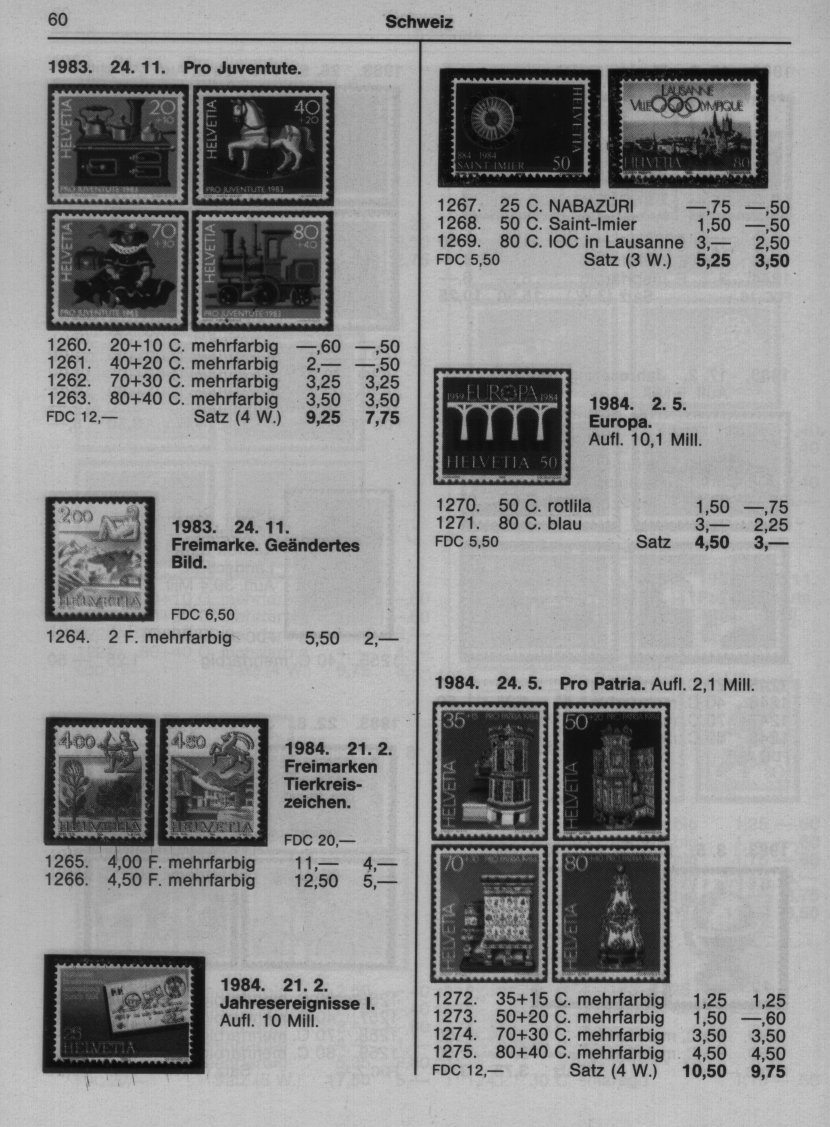 60
Schweiz
1983. 24. 11. Pro Juventute.
HELVETIA 20 +10
PRO JUVENTUTE 1983
HELVETIA 40 +20
PRO JUVENTUTE 1983
HELVETIA 70 +30
PRO JUVENTUTE 1983
HELVETIA 80 +40
PRO JUVENTUTE 1983
1260. 20+10 C. mehrfarbig —,60 —,50
1261. 40+20 C. mehrfarbig 2,— —,50
1262. 70+30 C. mehrfarbig 3,25 3,25
1263. 80+40 C. mehrfarbig 3,50 3,50
FDC 12,— Satz (4 W.) 9,25 7,75
200
HELVETIA
1983. 24. 11.
Freimarke. Geändertes
Bild.
FDC 6,50
1264. 2 F. mehrfarbig 5,50 2,—
400
HELVETIA
450
HELVETIA
1984. 21. 2.
Freimarken
Tierkreis-
zeichen.
FDC 20,—
1265. 4,00 F. mehrfarbig 11,— 4,—
1266. 4,50 F. mehrfarbig 12,50 5,—
P.P.
25
HELVETIA
1984. 21. 2.
Jahresereignisse I.
Aufl. 10 Mill.
HELVETIA
884 1984
SAINT-IMIER 50
LAUSANNE
VILLE OLYMPIQUE
HELVETIA 80
1267. 25 C. NABAZÜRI —,75 —,50
1268. 50 C. Saint-Imier 1,50 —,50
1269. 80 C. IOC in Lausanne 3,— 2,50
FDC 5,50 Satz (3 W.) 5,25 3,50
1959 EUROPA 1984
HELVETIA 50
1984. 2. 5.
Europa.
Aufl. 10,1 Mill.
1270. 50 C. rotlila 1,50 —,75
1271. 80 C. blau 3,— 2,25
FDC 5,50 Satz 4,50 3,—
1984. 24. 5. Pro Patria. Aufl. 2,1 Mill.
35+15 PRO PATRIA 1984
HELVETIA
50+20 PRO PATRIA 1984
HELVETIA
70+30 PRO PATRIA 1984
HELVETIA
80+40 PRO PATRIA 1984
HELVETIA
1272. 35+15 C. mehrfarbig 1,25 1,25
1273. 50+20 C. mehrfarbig 1,50 —,60
1274. 70+30 C. mehrfarbig 3,50 3,50
1275. 80+40 C. mehrfarbig 4,50 4,50
FDC 12,— Satz (4 W.) 10,50 9,75